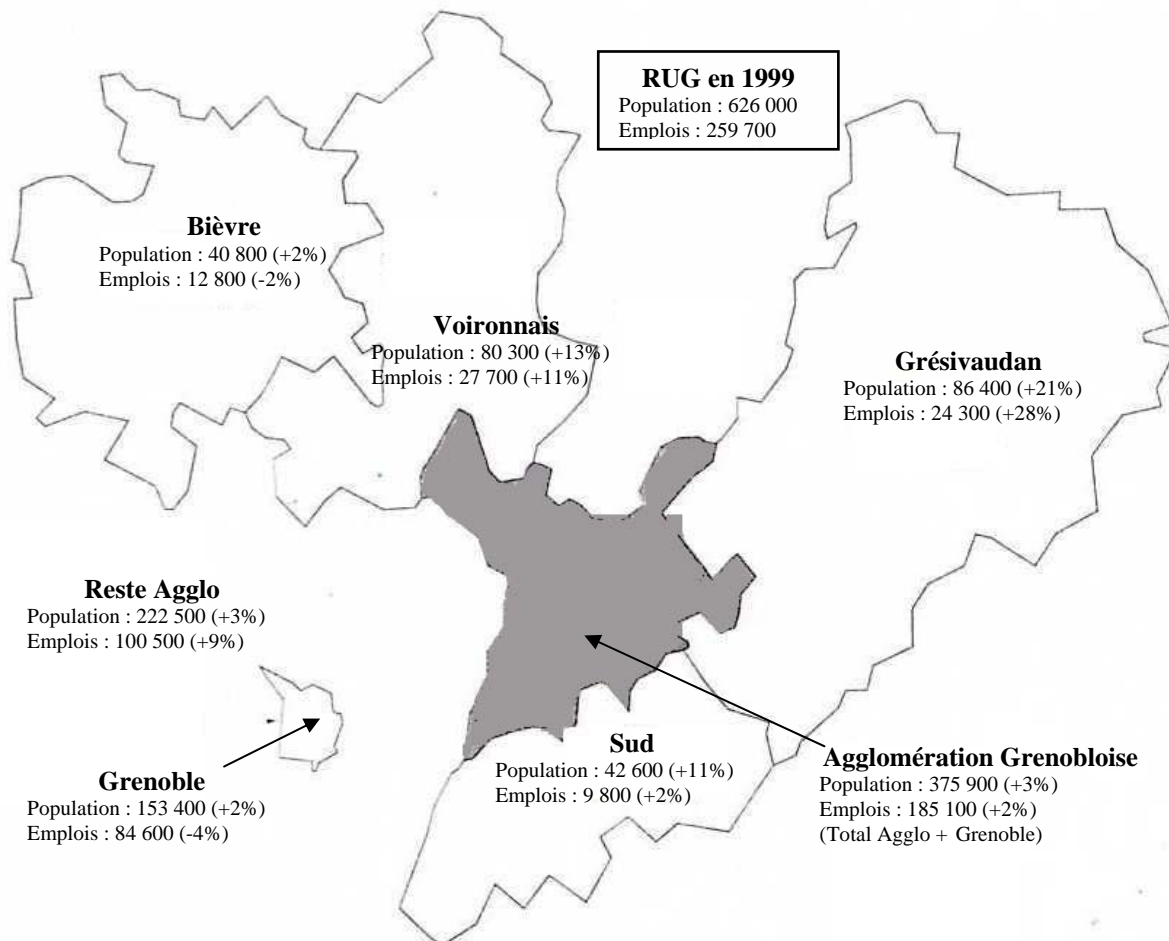 RUG en 1999
Population : 626 000
Emplois : 259 700
Bièvre
Population : 40 800 (+2%)
Emplois : 12 800 (-2%)
Voironnais
Population : 80 300 (+13%)
Emplois : 27 700 (+11%)
Grésivaudan
Population : 86 400 (+21%)
Emplois : 24 300 (+28%)
Reste Agglo
Population : 222 500 (+3%)
Emplois : 100 500 (+9%)
Grenoble
Population : 153 400 (+2%)
Emplois : 84 600 (-4%)
Sud
Population : 42 600 (+11%)
Emplois : 9 800 (+2%)
Agglomération Grenobloise
Population : 375 900 (+3%)
Emplois : 185 100 (+2%)
(Total Agglo + Grenoble)